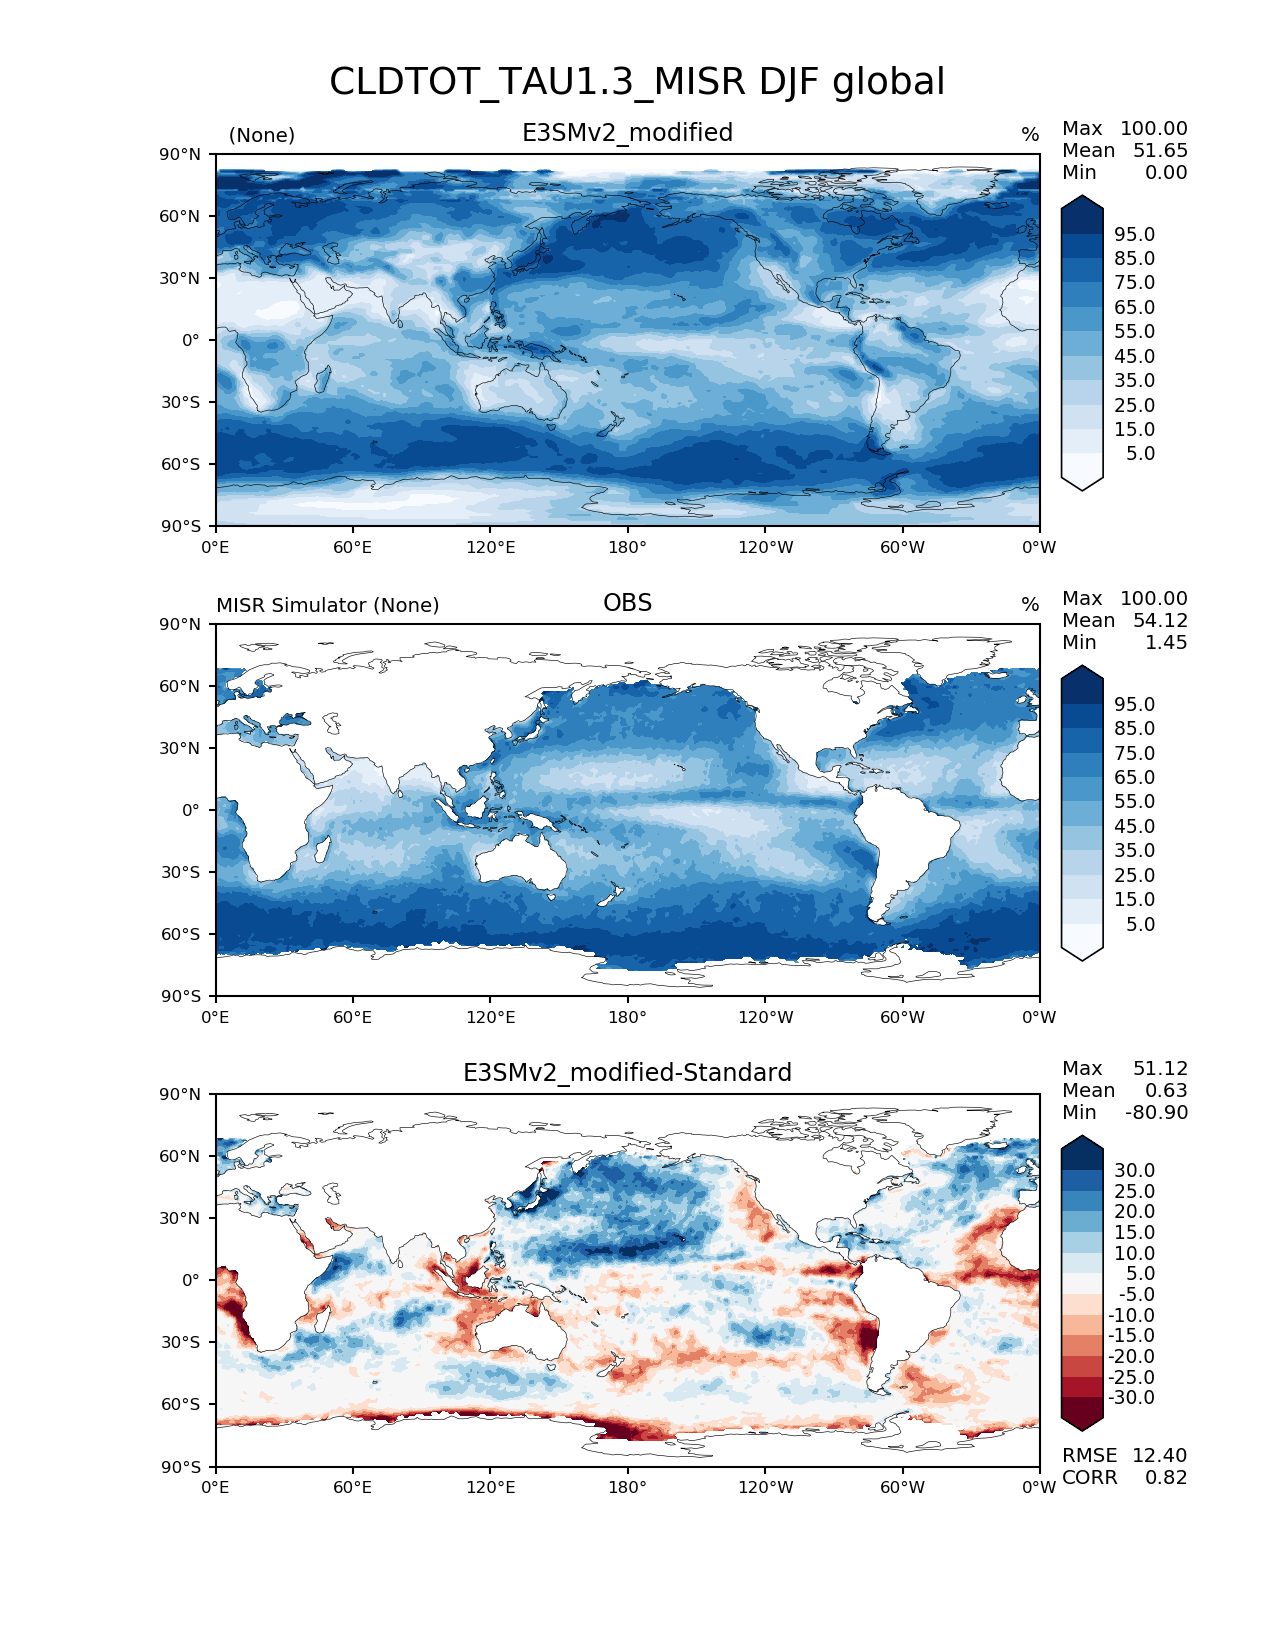 CLDTOT_TAU1.3_MISR DJF global
(None) E3SMv2_modified %
Max 100.00
Mean 51.65
Min 0.00
90°N
60°N
30°N
0°
30°S
60°S
90°S
0°E 60°E 120°E 180° 120°W 60°W 0°W
95.0
85.0
75.0
65.0
55.0
45.0
35.0
25.0
15.0
5.0
MISR Simulator (None) OBS %
Max 100.00
Mean 54.12
Min 1.45
90°N
60°N
30°N
0°
30°S
60°S
90°S
0°E 60°E 120°E 180° 120°W 60°W 0°W
95.0
85.0
75.0
65.0
55.0
45.0
35.0
25.0
15.0
5.0
E3SMv2_modified-Standard
Max 51.12
Mean 0.63
Min -80.90
90°N
60°N
30°N
0°
30°S
60°S
90°S
0°E 60°E 120°E 180° 120°W 60°W 0°W
30.0
25.0
20.0
15.0
10.0
5.0
-5.0
-10.0
-15.0
-20.0
-25.0
-30.0
RMSE 12.40
CORR 0.82